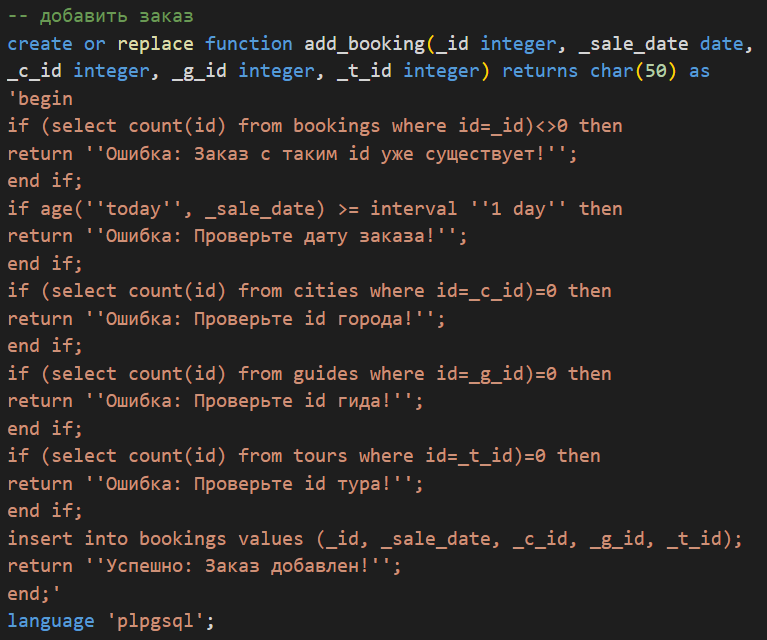 -- добавить заказ
create or replace function add_booking(_id integer, _sale_date date,
_c_id integer, _g_id integer, _t_id integer) returns char(50) as
'begin
if (select count(id) from bookings where id=_id)<>0 then
return ''Ошибка: Заказ с таким id уже существует!'';
end if;
if age(''today'', _sale_date) >= interval ''1 day'' then
return ''Ошибка: Проверьте дату заказа!'';
end if;
if (select count(id) from cities where id=_c_id)=0 then
return ''Ошибка: Проверьте id города!'';
end if;
if (select count(id) from guides where id=_g_id)=0 then
return ''Ошибка: Проверьте id гида!'';
end if;
if (select count(id) from tours where id=_t_id)=0 then
return ''Ошибка: Проверьте id тура!'';
end if;
insert into bookings values (_id, _sale_date, _c_id, _g_id, _t_id);
return ''Успешно: Заказ добавлен!'';
end;'
language 'plpgsql';